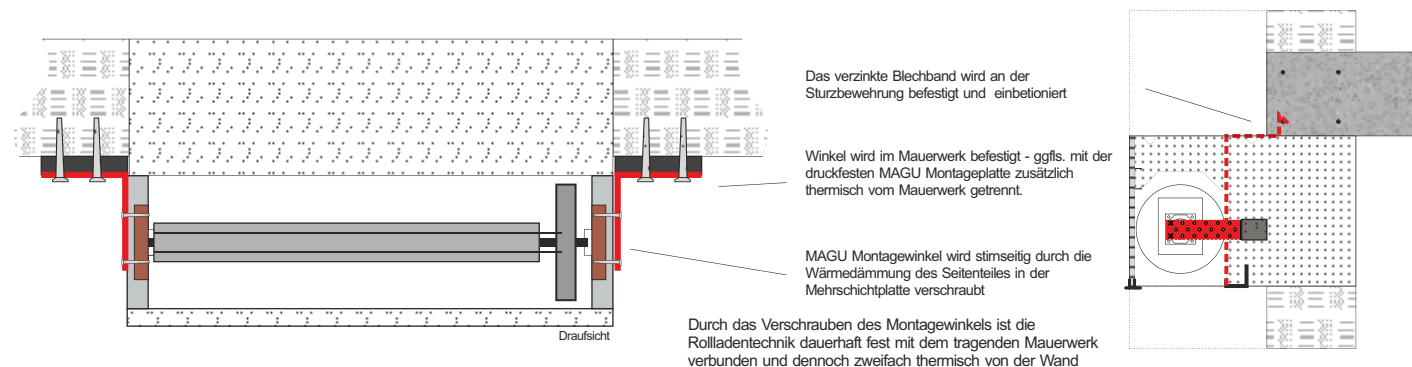 Das verzinkte Blechband wird an der
Sturzbewehrung befestigt und einbetioniert
Winkel wird im Mauerwerk befestigt - ggfls. mit der
druckfesten MAGU Montageplatte zusätzlich
thermisch vom Mauerwerk getrennt.
MAGU Montagewinkel wird stirnseitig durch die
Wärmedämmung des Seitenteiles in der
Mehrschichtplatte verschraubt
Draufsicht
Durch das Verschrauben des Montagewinkels ist die
Rollladentechnik dauerhaft fest mit dem tragenden Mauerwerk
verbunden und dennoch zweifach thermisch von der Wand